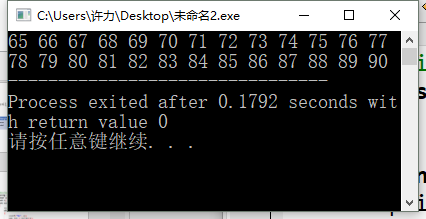 C:\Users\许力\Desktop\未命名2.exe
65 66 67 68 69 70 71 72 73 74 75 76 77
78 79 80 81 82 83 84 85 86 87 88 89 90
--------------------------------
Process exited after 0.1792 seconds wit
h return value 0
请按任意键继续. . .